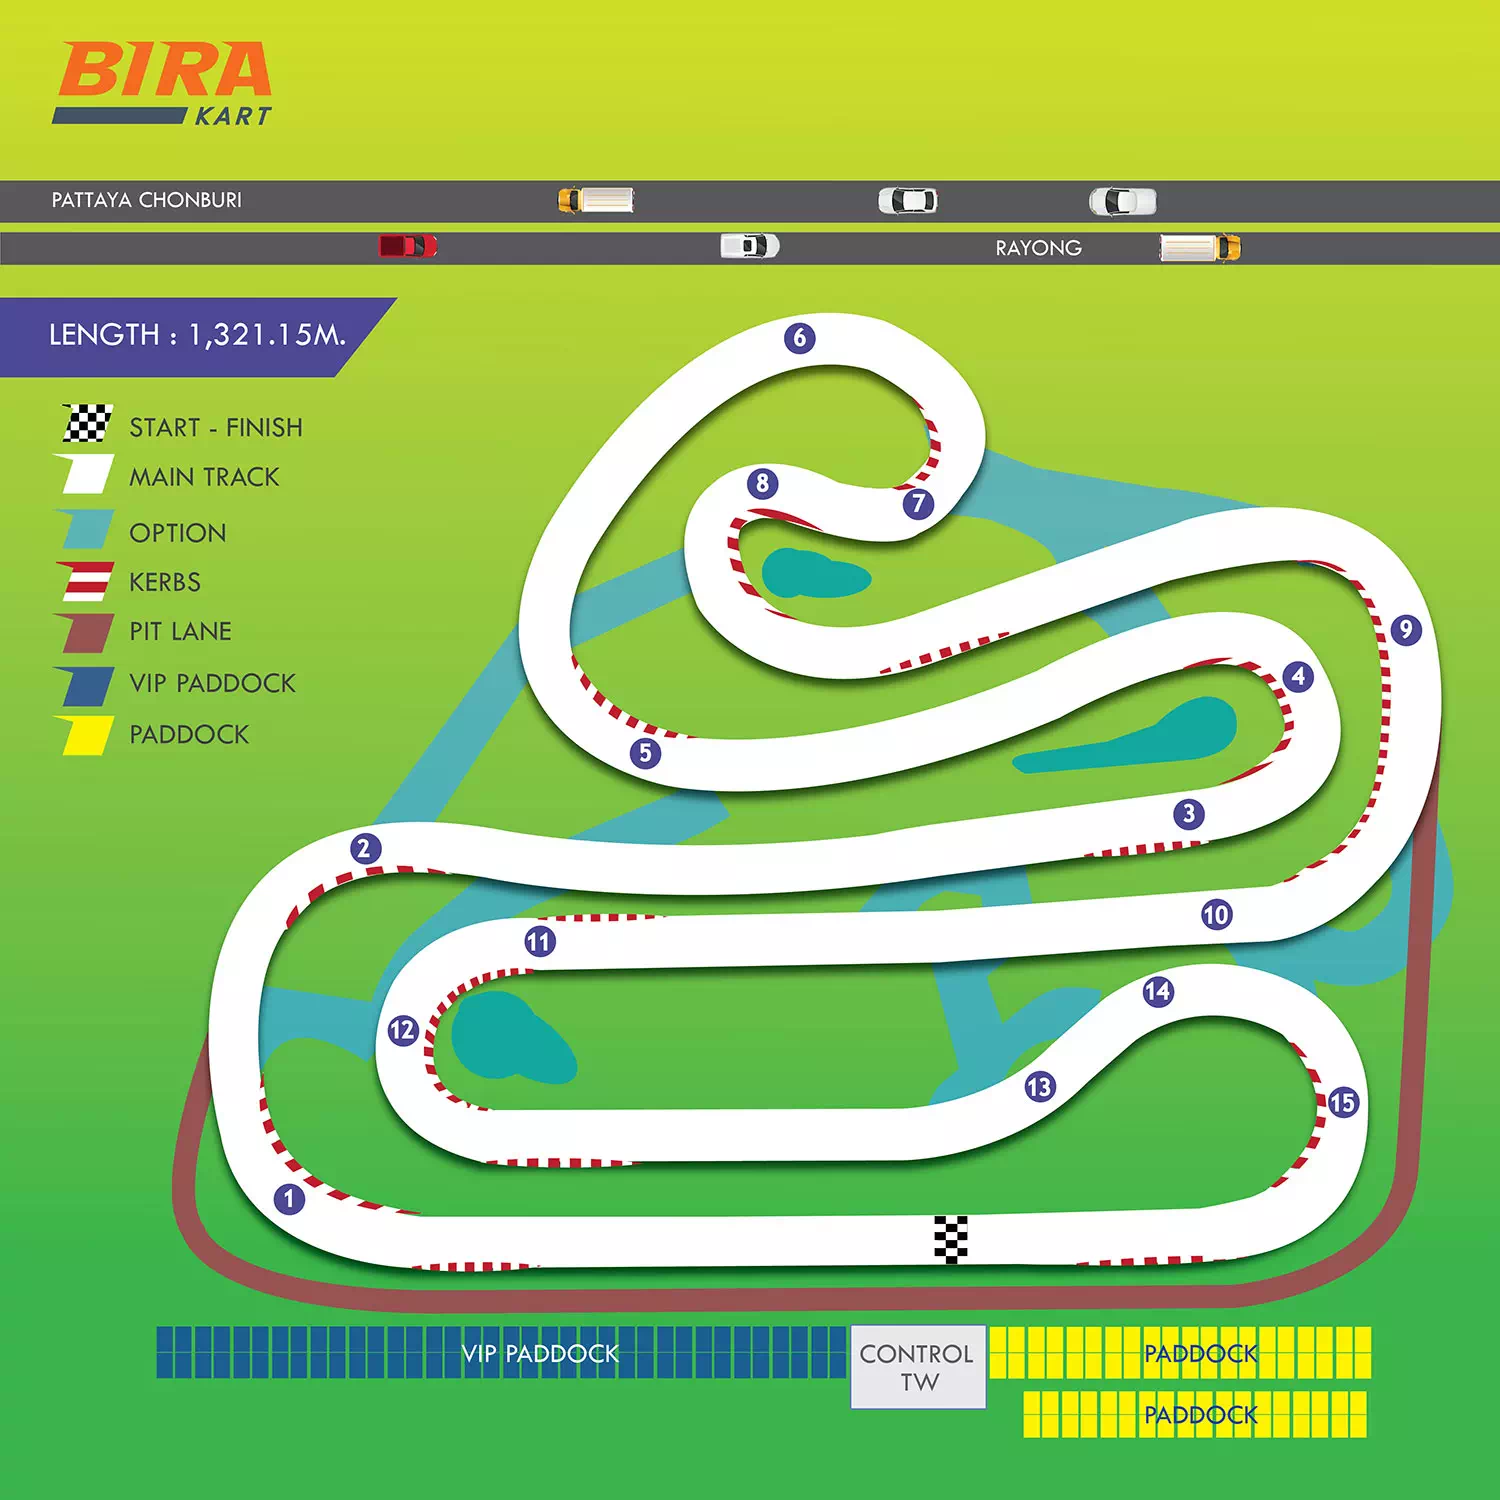 BIRA
KART
PATTAYA CHONBURI
RAYONG
LENGTH : 1,321.15M.
START - FINISH
MAIN TRACK
OPTION
KERBS
PIT LANE
VIP PADDOCK
PADDOCK
6
8
7
9
4
5
3
2
10
11
14
12
13
15
1
VIP PADDOCK
CONTROL
TW
PADDOCK
PADDOCK